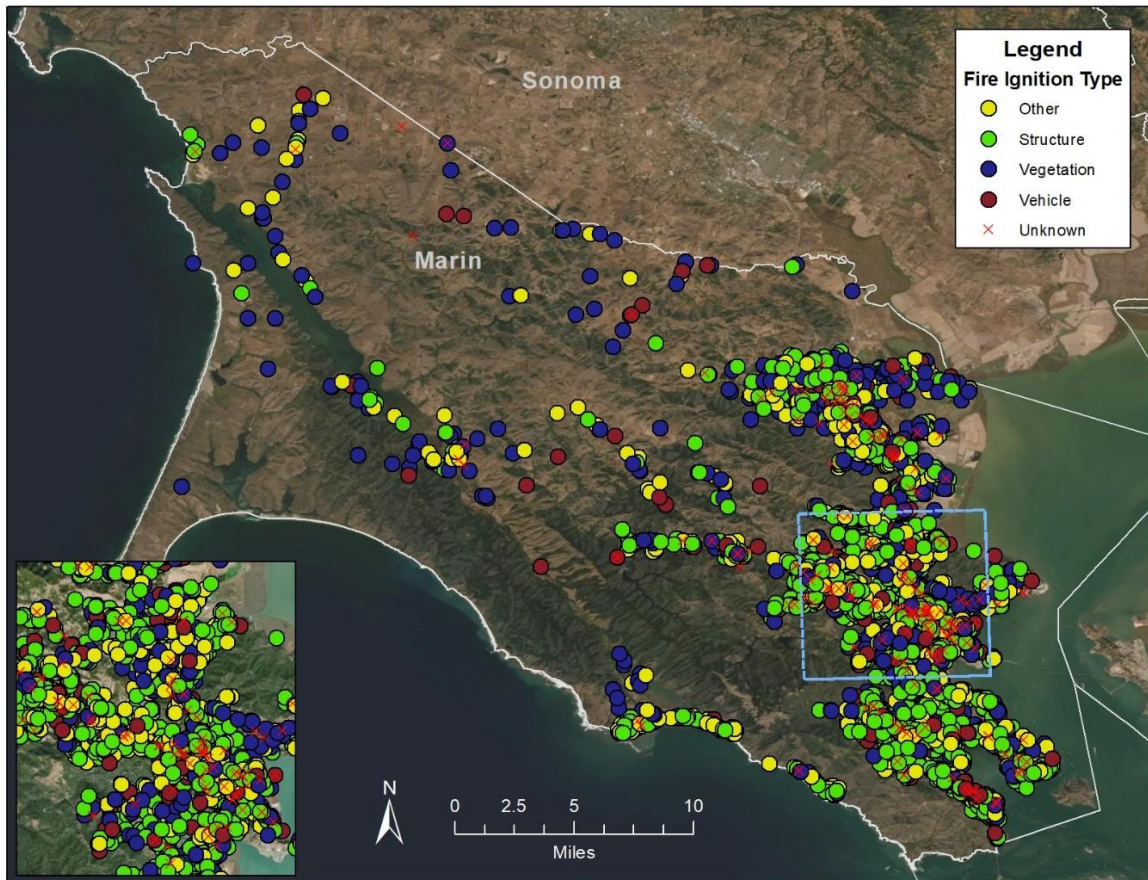 Legend
Fire Ignition Type
Other
Structure
Vegetation
Vehicle
Unknown
Sonoma
Marin
N
0 2.5 5 10
Miles